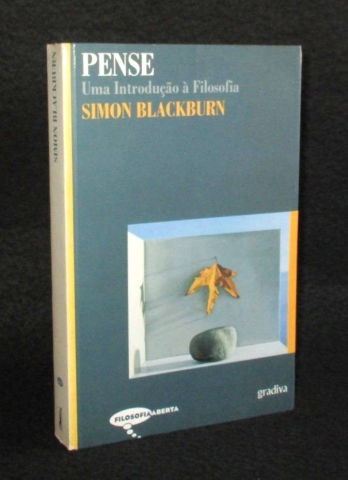 PENSE
Uma Introdução à Filosofia
SIMON BLACKBURN
gradiva
FILOSOFIA ABERTA
SIMON BLACKBURN